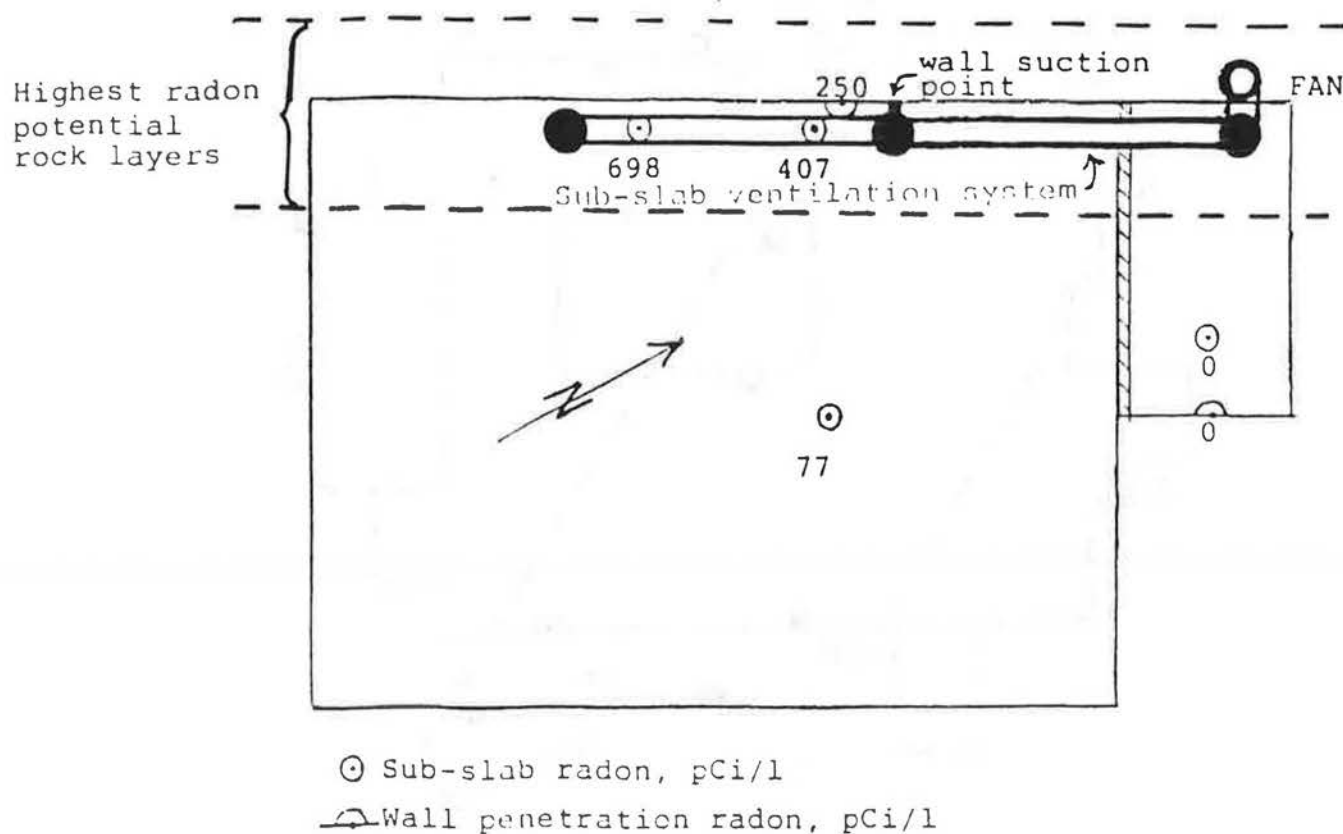 Highest radon
potential
rock layers
wall suction
point
250
FAN
698
407
Sub-slab ventilation system
0
0
77
N
Sub-slab radon, pCi/l
Wall penetration radon, pCi/l